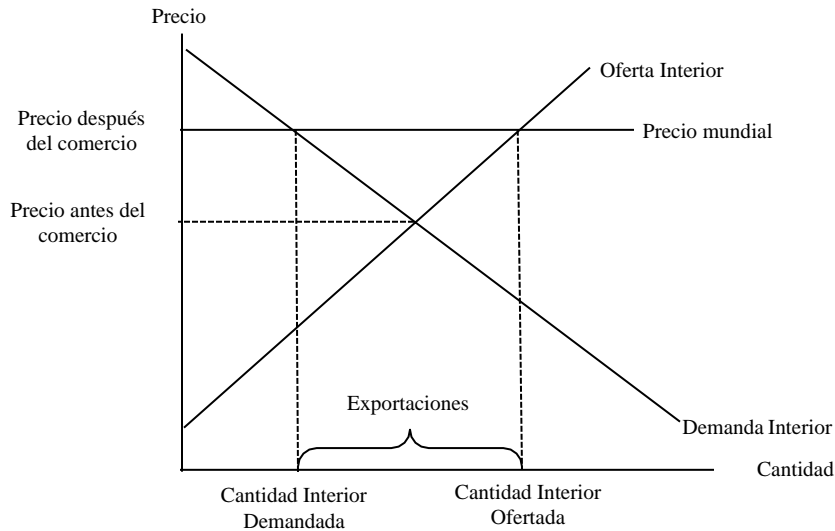 Precio
Oferta Interior
Precio después
del comercio
Precio mundial
Precio antes del
comercio
Exportaciones
Demanda Interior
Cantidad
Cantidad Interior
Demandada
Cantidad Interior
Ofertada